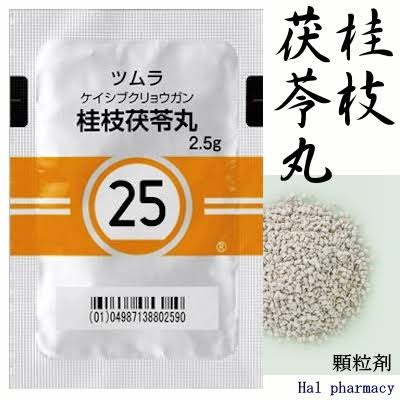 ツムラ
ケイシブクリョウガン
桂枝茯苓丸
2.5g
25
®
(01)04987138802590
桂枝
茯苓丸
顆粒剤
Hal pharmacy